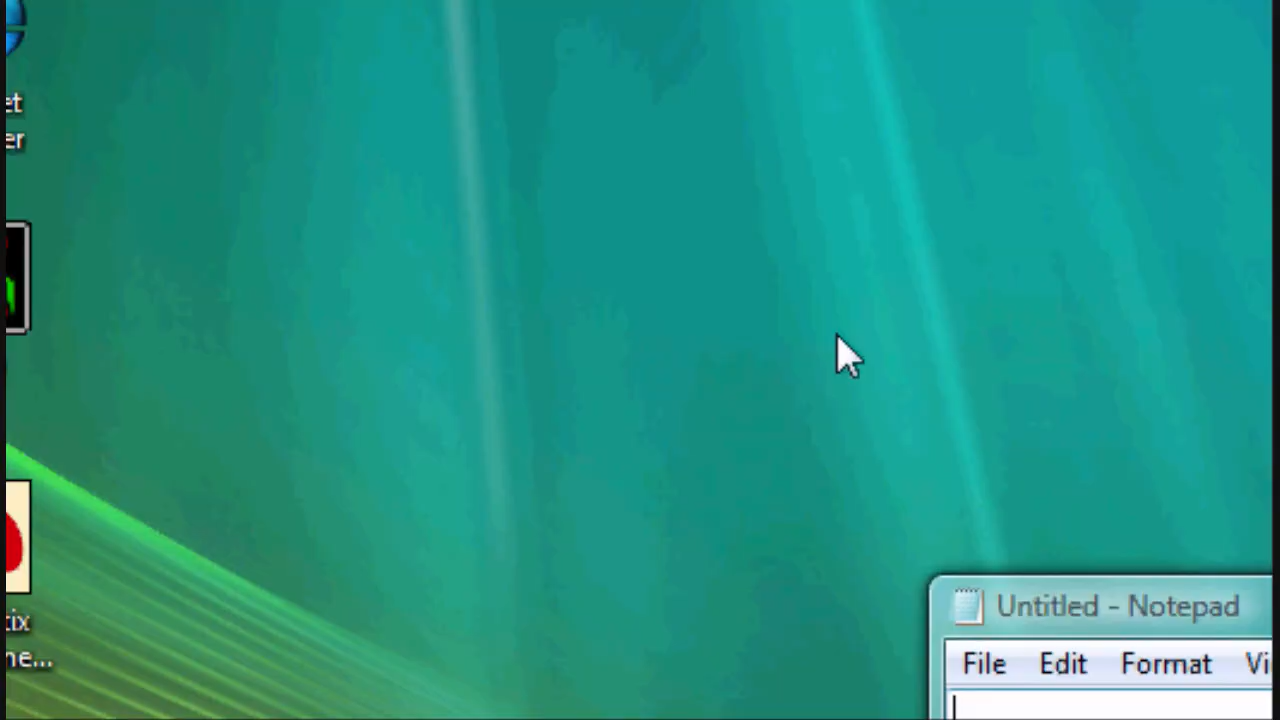 et
er
tix
ne...
Untitled - Notepad
File Edit Format Vi